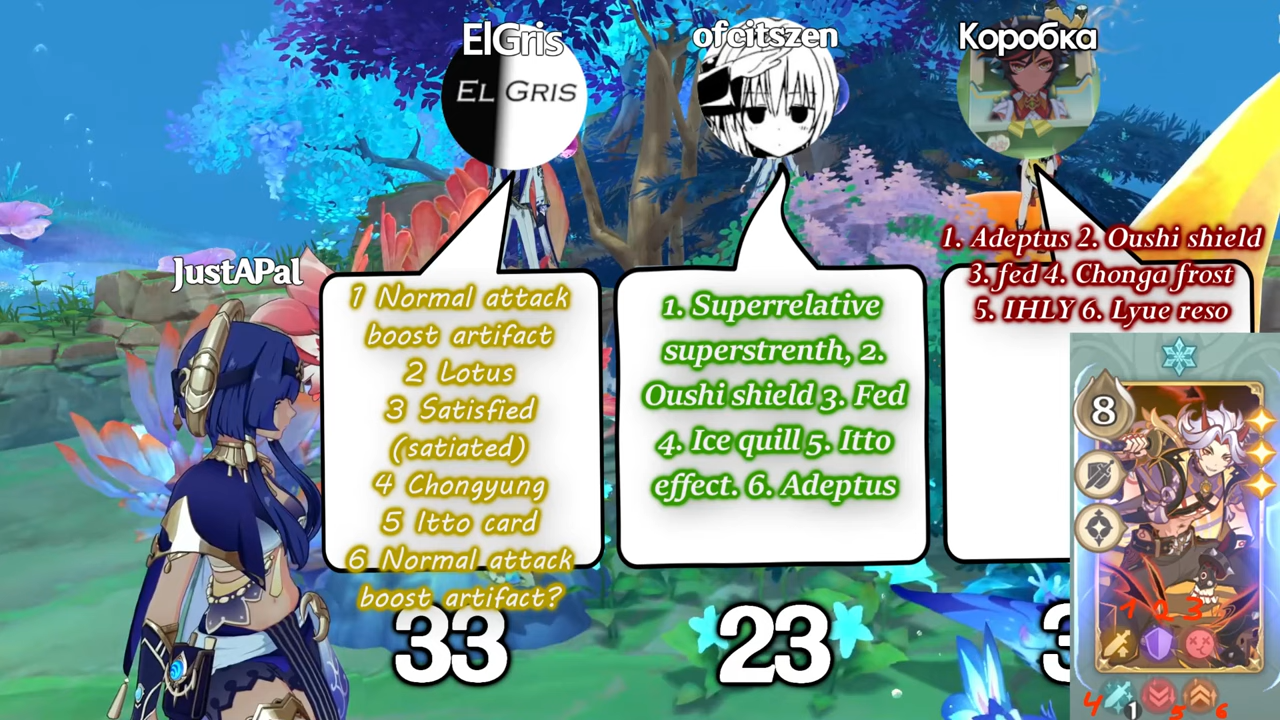 ElGris
ofcitszen
Коробка
EL GRIS
JustAPal
1 Normal attack
boost artifact
2 Lotus
3 Satisfied
(satiated)
4 Chongyung
5 Itto card
6 Normal attack
boost artifact?
33
1. Superrelative
superstrenth, 2.
Oushi shield 3. Fed
4. Ice quill 5. Itto
effect. 6. Adeptus
23
1. Adeptus 2. Oushi shield
3. fed 4. Chonga frost
5. IHLY 6. Lyue reso
3
8
1 2 3
4 1 5 6